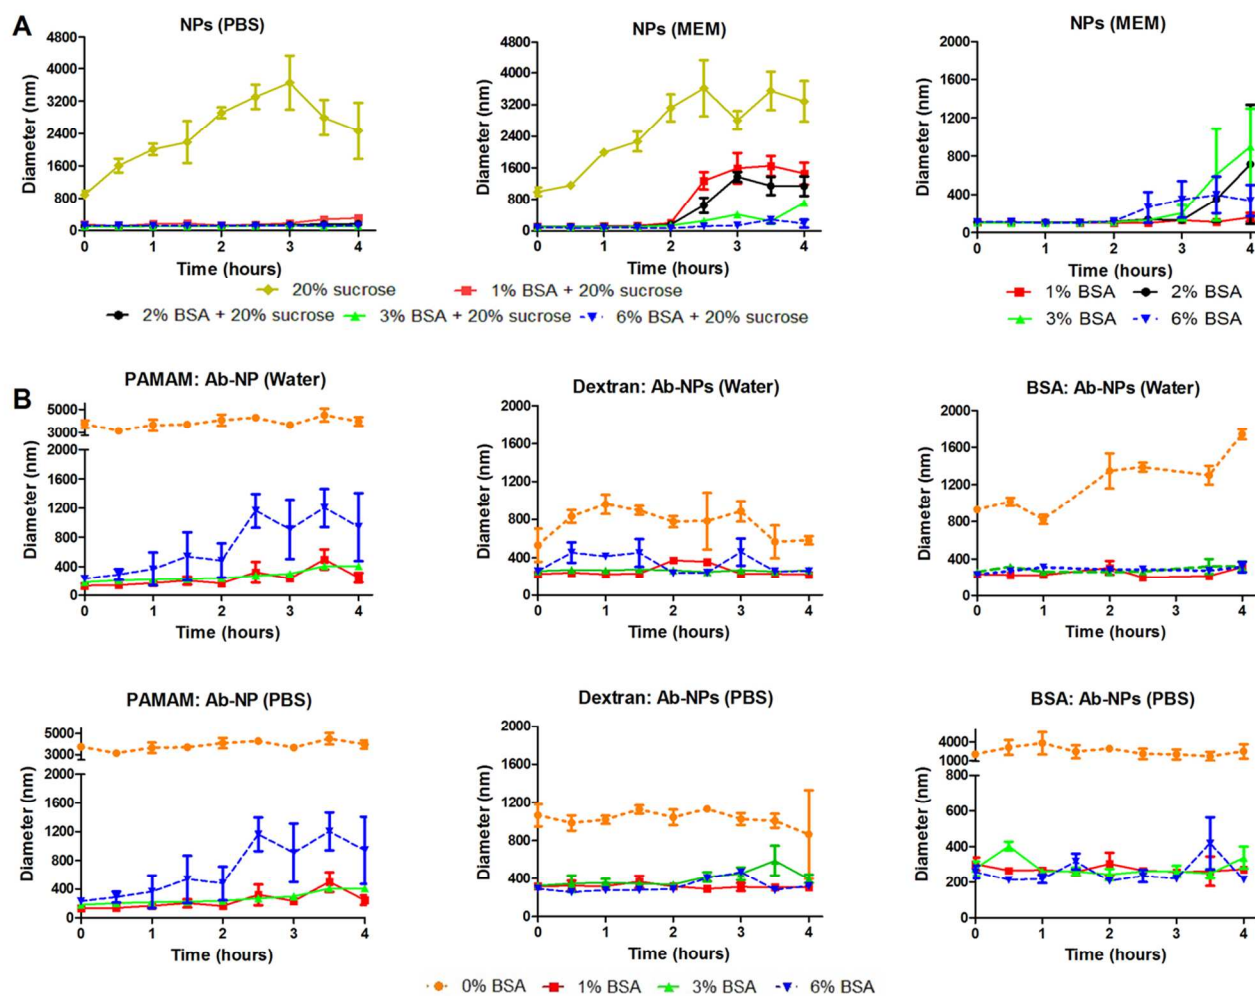 A
NPs (PBS)
Diameter (nm)
4800
4000
3200
2400
1600
800
0
0 1 2 3 4
Time (hours)
NPs (MEM)
Diameter (nm)
4800
4000
3200
2400
1600
800
0
0 1 2 3 4
Time (hours)
NPs (MEM)
Diameter (nm)
2000
1600
1200
800
400
0
0 1 2 3 4
Time (hours)
20% sucrose 1% BSA + 20% sucrose
2% BSA + 20% sucrose 3% BSA + 20% sucrose 6% BSA + 20% sucrose
1% BSA 2% BSA
3% BSA 6% BSA
B
PAMAM: Ab-NP (Water)
Diameter (nm)
5000
3000
2000
1600
1200
800
400
0
0 1 2 3 4
Time (hours)
Dextran: Ab-NPs (Water)
Diameter (nm)
2000
1600
1200
800
400
0
0 1 2 3 4
Time (hours)
BSA: Ab-NPs (Water)
Diameter (nm)
2000
1600
1200
800
400
0
0 1 2 3 4
Time (hours)
PAMAM: Ab-NP (PBS)
Diameter (nm)
5000
3000
2000
1600
1200
800
400
0
0 1 2 3 4
Time (hours)
Dextran: Ab-NPs (PBS)
Diameter (nm)
2000
1600
1200
800
400
0
0 1 2 3 4
Time (hours)
BSA: Ab-NPs (PBS)
Diameter (nm)
4000
1000
800
600
400
200
0
0 1 2 3 4
Time (hours)
0% BSA 1% BSA 3% BSA 6% BSA